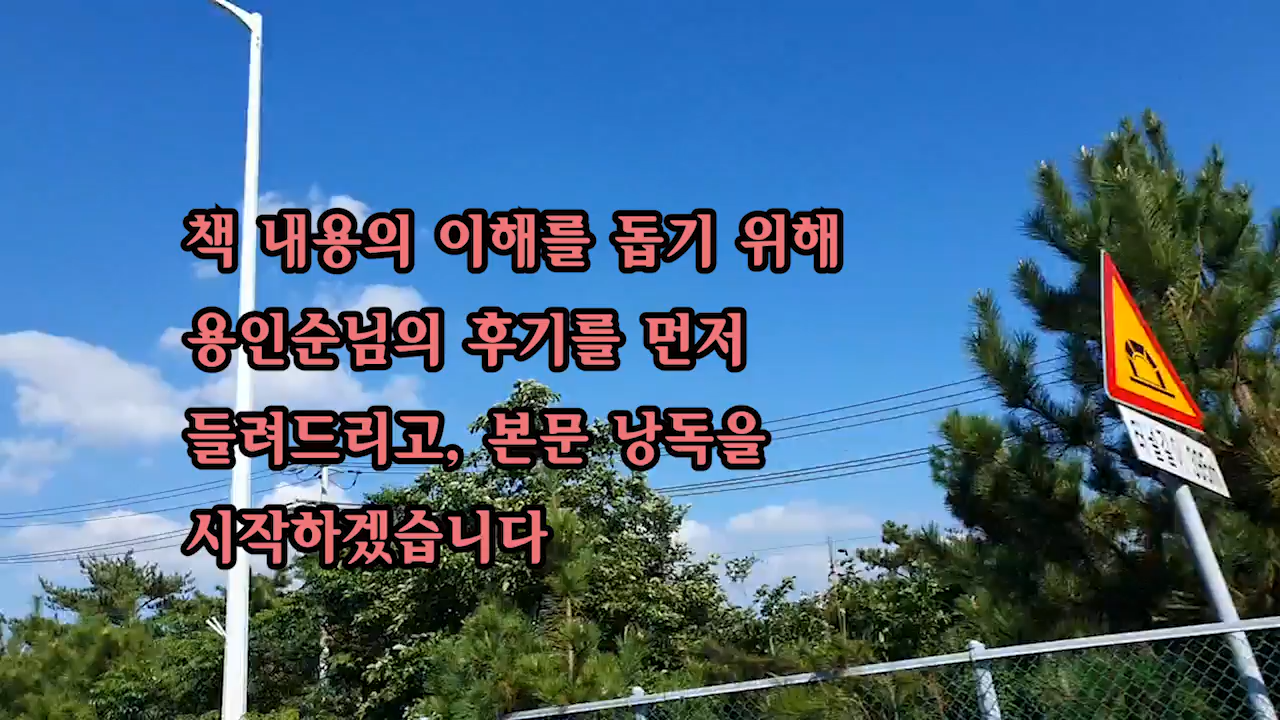 책 내용의 이해를 돕기 위해
용인순님의 후기를 먼저
들려드리고, 본문 낭독을
시작하겠습니다